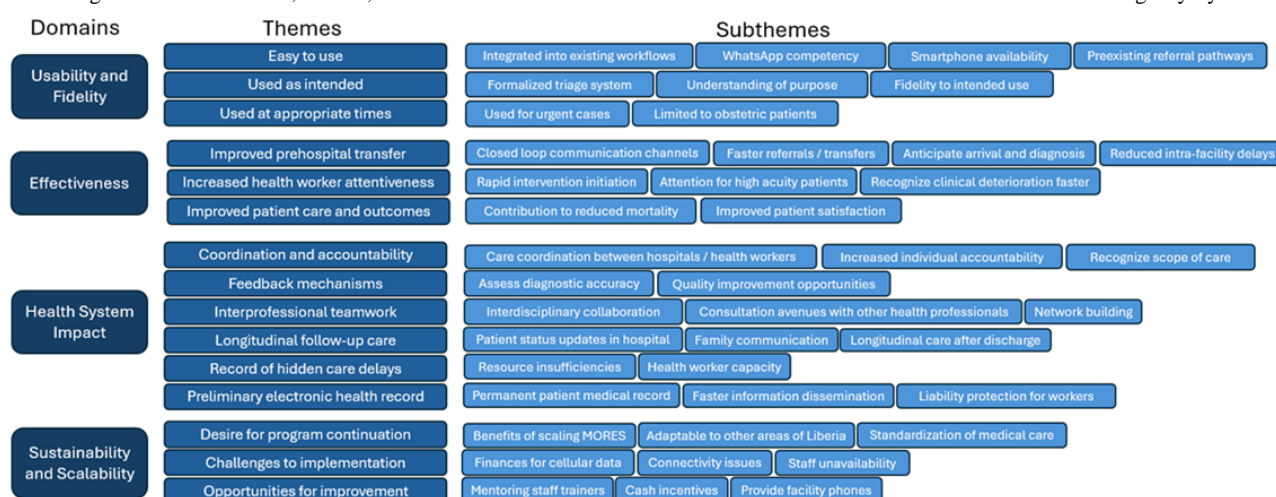 Domains Themes Subthemes
Usability and Fidelity
Easy to use Integrated into existing workflows WhatsApp competency Smartphone availability Preexisting referral pathways
Used as intended Formalized triage system Understanding of purpose Fidelity to intended use
Used at appropriate times Used for urgent cases Limited to obstetric patients
Effectiveness
Improved prehospital transfer Closed loop communication channels Faster referrals / transfers Anticipate arrival and diagnosis Reduced intra-facility delays
Increased health worker attentiveness Rapid intervention initiation Attention for high acuity patients Recognize clinical deterioration faster
Improved patient care and outcomes Contribution to reduced mortality Improved patient satisfaction
Health System Impact
Coordination and accountability Care coordination between hospitals / health workers Increased individual accountability Recognize scope of care
Feedback mechanisms Assess diagnostic accuracy Quality improvement opportunities
Interprofessional teamwork Interdisciplinary collaboration Consultation avenues with other health professionals Network building
Longitudinal follow-up care Patient status updates in hospital Family communication Longitudinal care after discharge
Record of hidden care delays Resource insufficiencies Health worker capacity
Preliminary electronic health record Permanent patient medical record Faster information dissemination Liability protection for workers
Sustainability and Scalability
Desire for program continuation Benefits of scaling MORES Adaptable to other areas of Liberia Standardization of medical care
Challenges to implementation Finances for cellular data Connectivity issues Staff unavailability
Opportunities for improvement Mentoring staff trainers Cash incentives Provide facility phones